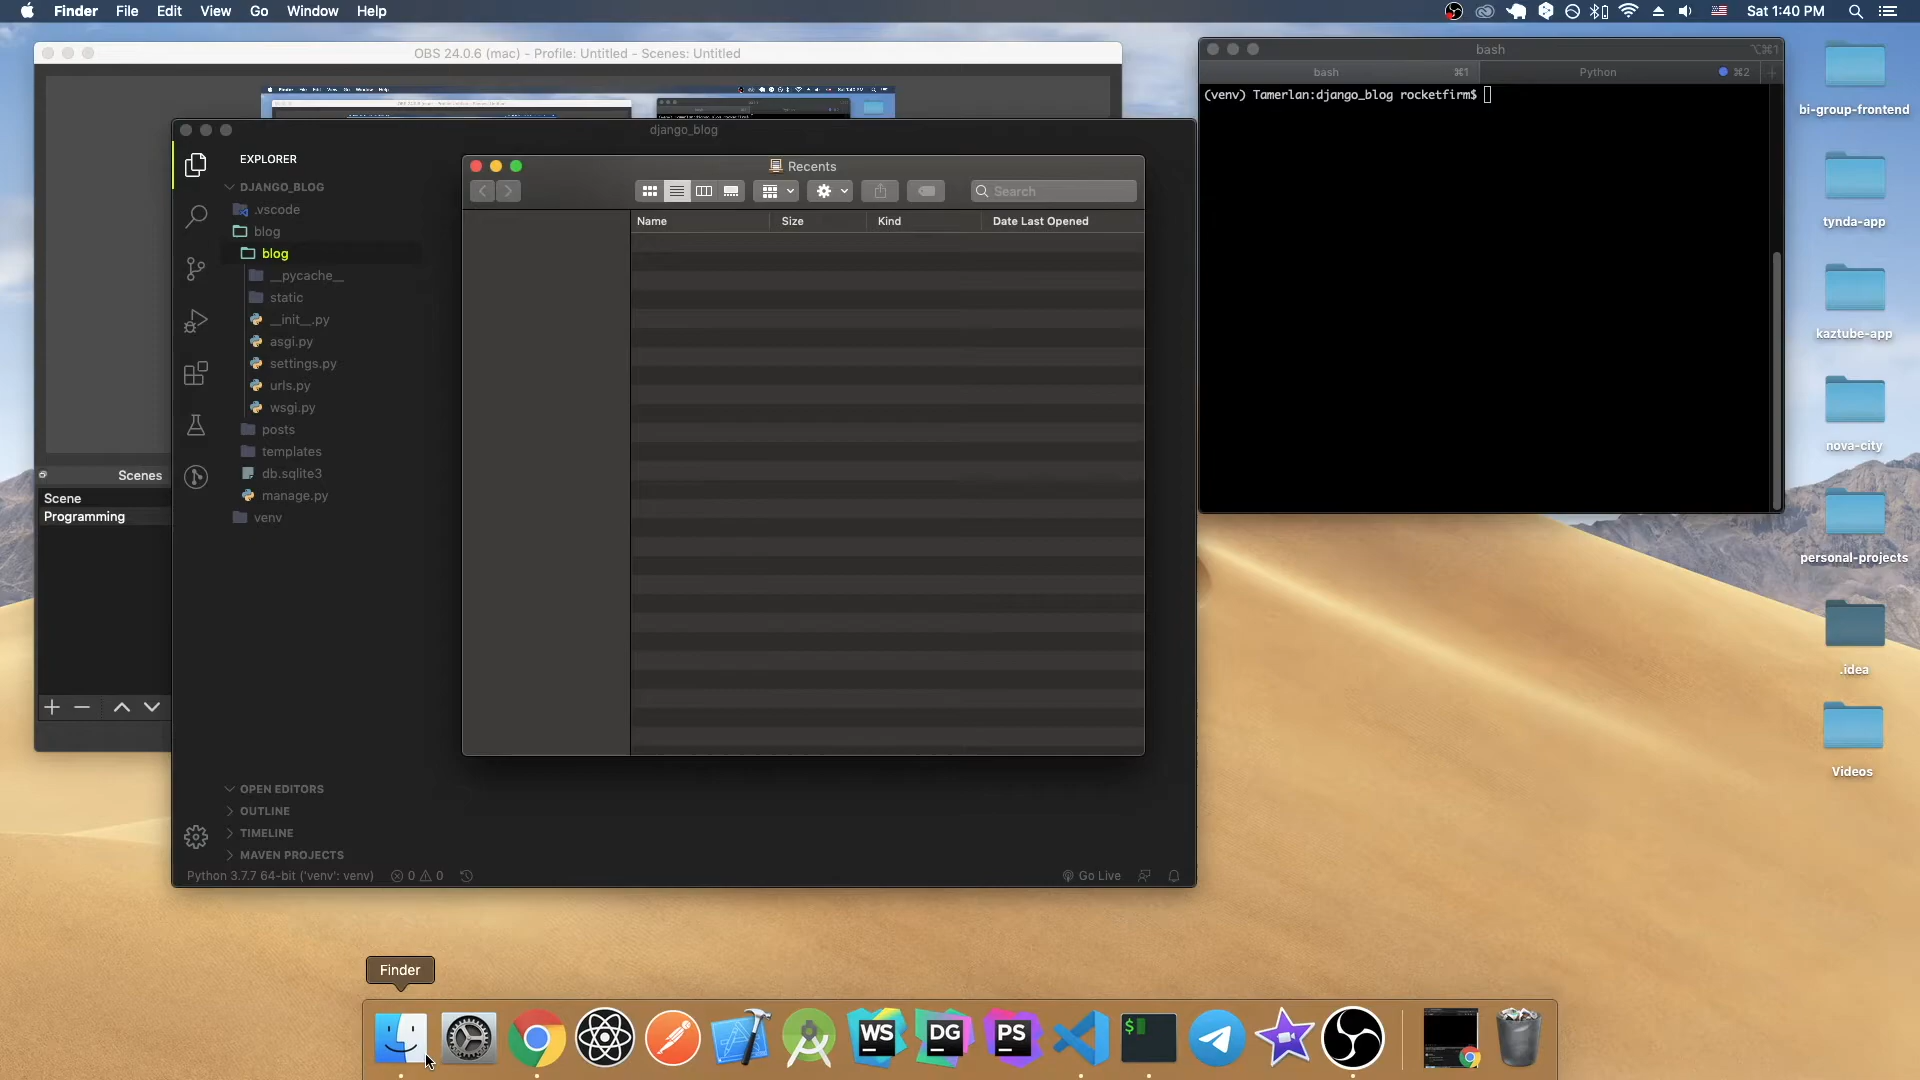 Finder File Edit View Go Window Help
Sat 1:40 PM
OBS 24.0.6 (mac) - Profile: Untitled - Scenes: Untitled
bash
⌥⌘1
bash ⌘1
Python ⌘2
(venv) Tamerlan:django_blog rocketfirm$
django_blog
EXPLORER
DJANGO_BLOG
.vscode
blog
blog
__pycache__
static
__init__.py
asgi.py
settings.py
urls.py
wsgi.py
posts
templates
db.sqlite3
manage.py
venv
OPEN EDITORS
OUTLINE
TIMELINE
MAVEN PROJECTS
Python 3.7.7 64-bit ('venv': venv) 0 0
Go Live
Recents
Search
Name Size Kind Date Last Opened
Scenes
Scene
Programming
bi-group-frontend
tynda-app
kaztube-app
nova-city
personal-projects
.idea
Videos
Finder
WS
DG
PS
$